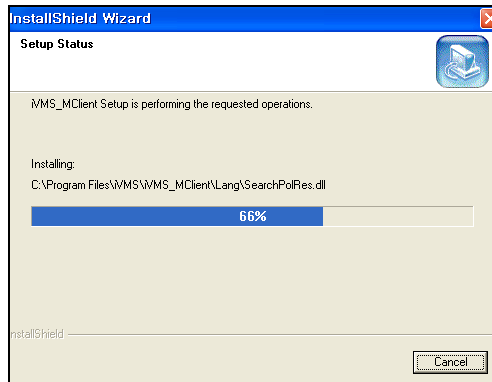 InstallShield Wizard
Setup Status
iVMS_MClient Setup is performing the requested operations.
Installing:
C:\Program Files\iVMS\iVMS_MClient\Lang\SearchPolRes.dll
66%
nstallShield
Cancel